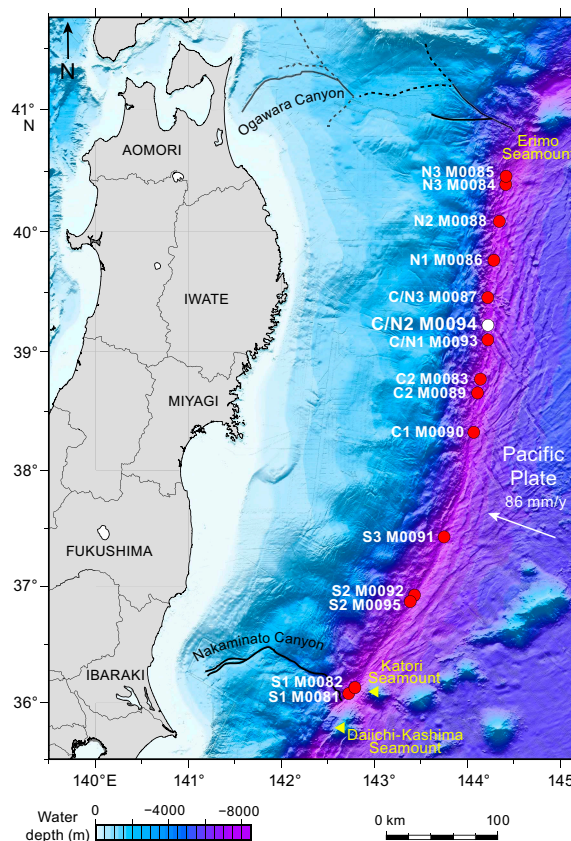 N
41°
N
40°
39°
38°
37°
36°
Ogawara Canyon
AOMORI
Erimo
Seamount
N3 M0085
N3 M0084
N2 M0088
N1 M0086
IWATE
C/N3 M0087
C/N2 M0094
C/N1 M0093
C2 M0083
C2 M0089
MIYAGI
C1 M0090
Pacific
Plate
86 mm/y
S3 M0091
FUKUSHIMA
S2 M0092
S2 M0095
Nakaminato Canyon
IBARAKI
S1 M0082
S1 M0081
Katori
Seamount
Daiichi-Kashima
Seamount
140°E
141°
142°
143°
144°
145°
Water
depth (m)
0
−4000
−8000
0 km
100